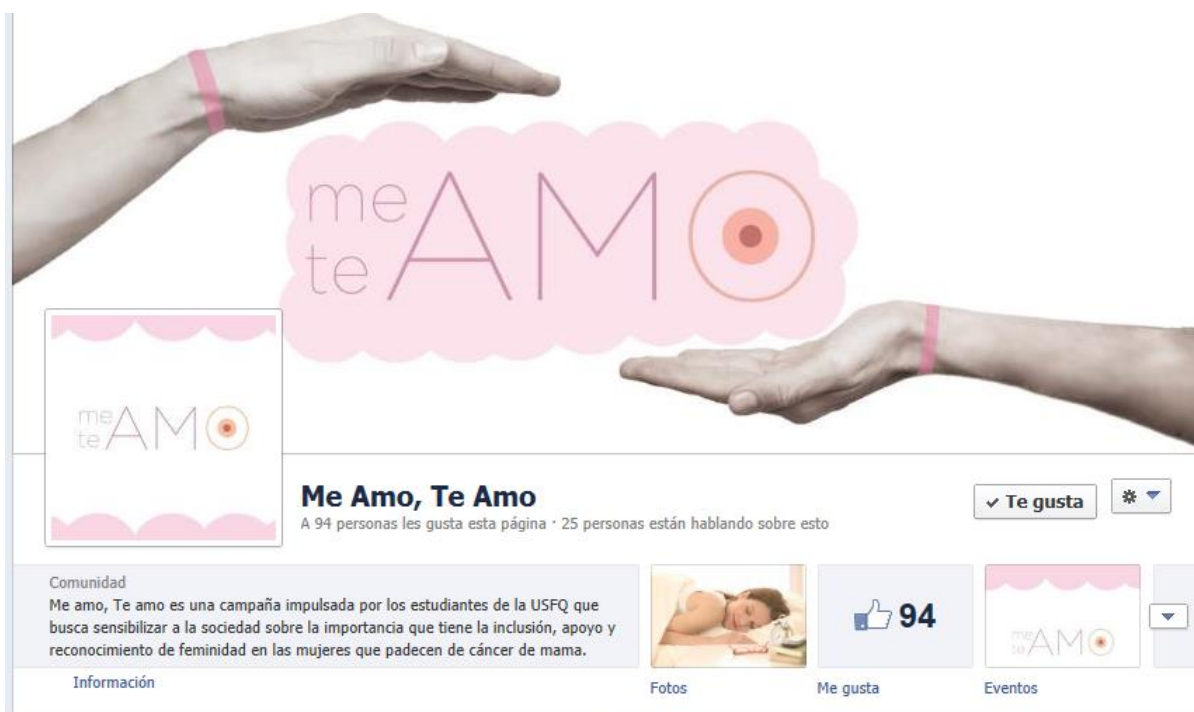 me
te AMO
me
te AMO
Me Amo, Te Amo
A 94 personas les gusta esta página · 25 personas están hablando sobre esto
✓ Te gusta
Comunidad
Me amo, Te amo es una campaña impulsada por los estudiantes de la USFQ que
busca sensibilizar a la sociedad sobre la importancia que tiene la inclusión, apoyo y
reconocimiento de feminidad en las mujeres que padecen de cáncer de mama.
Información
94
me
te AMO
Fotos
Me gusta
Eventos